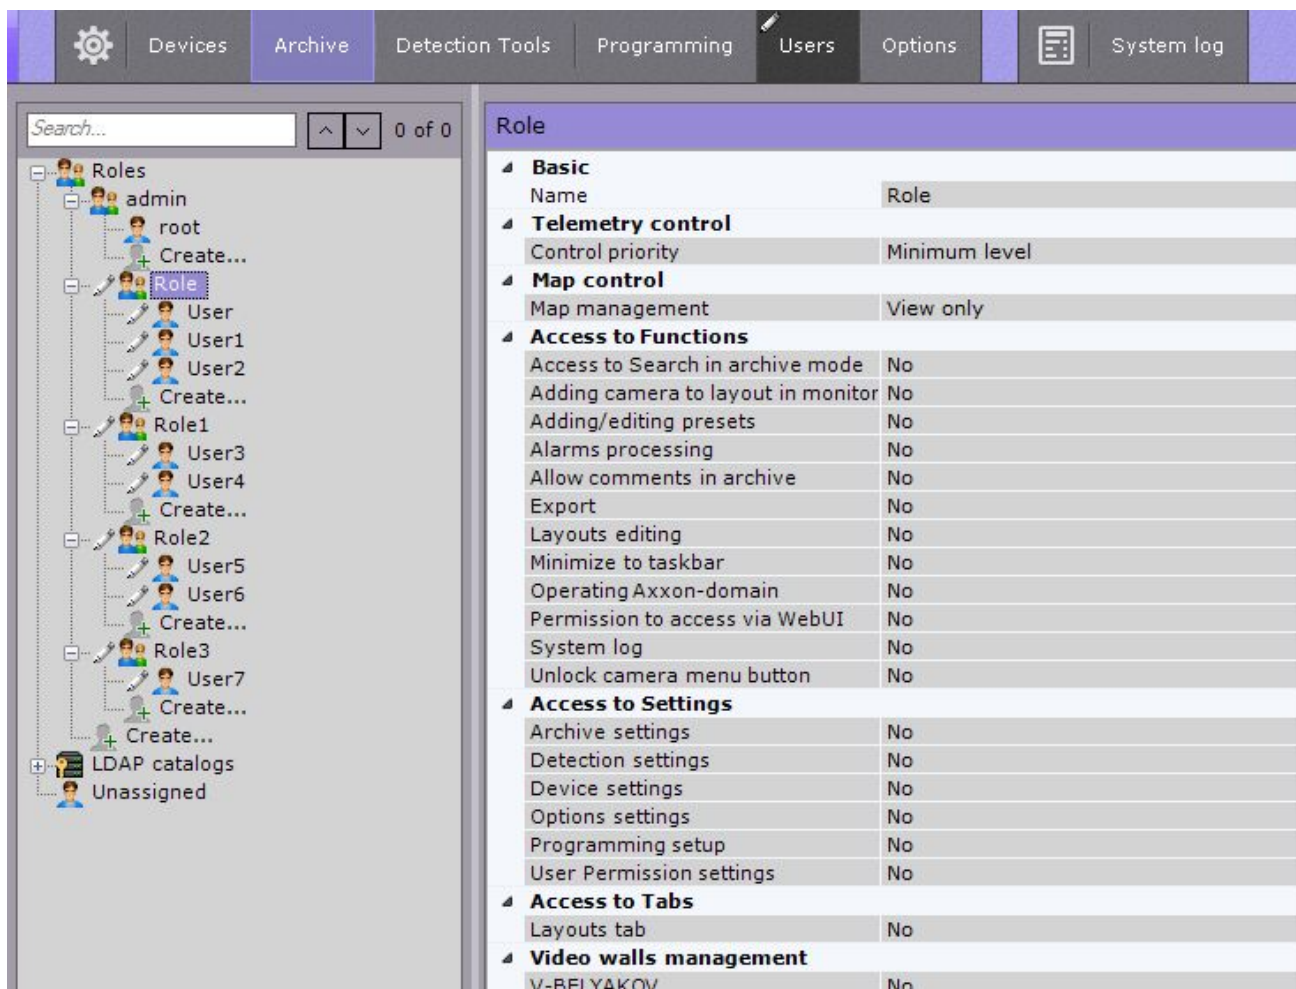 Devices Archive Detection Tools Programming Users Options System log
Search... 0 of 0
Roles
admin
root
Create...
Role
User
User1
User2
Create...
Role1
User3
User4
Create...
Role2
User5
User6
Create...
Role3
User7
Create...
Create...
LDAP catalogs
Unassigned
Role
Basic
Name Role
Telemetry control
Control priority Minimum level
Map control
Map management View only
Access to Functions
Access to Search in archive mode No
Adding camera to layout in monitor No
Adding/editing presets No
Alarms processing No
Allow comments in archive No
Export No
Layouts editing No
Minimize to taskbar No
Operating Axxon-domain No
Permission to access via WebUI No
System log No
Unlock camera menu button No
Access to Settings
Archive settings No
Detection settings No
Device settings No
Options settings No
Programming setup No
User Permission settings No
Access to Tabs
Layouts tab No
Video walls management
V-BELYAKOV No